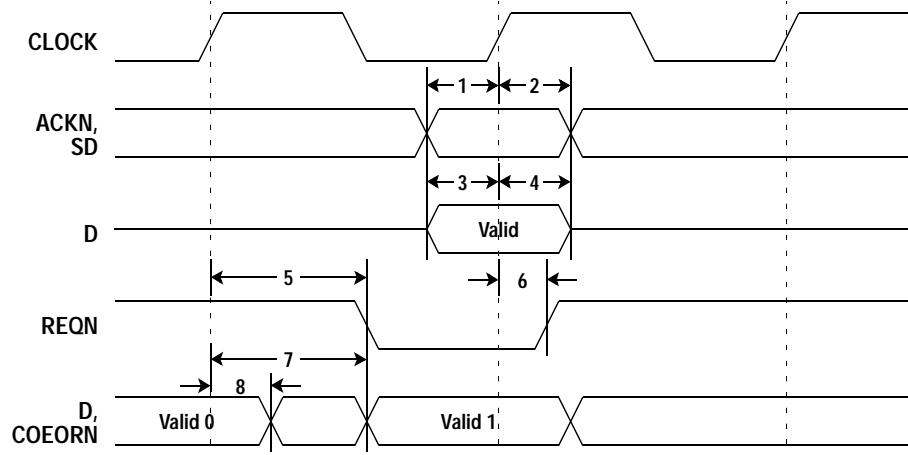 CLOCK
1 2
ACKN,
SD
3 4
D
Valid
5 6
REQN
7
8
D,
COEORN
Valid 0 Valid 1